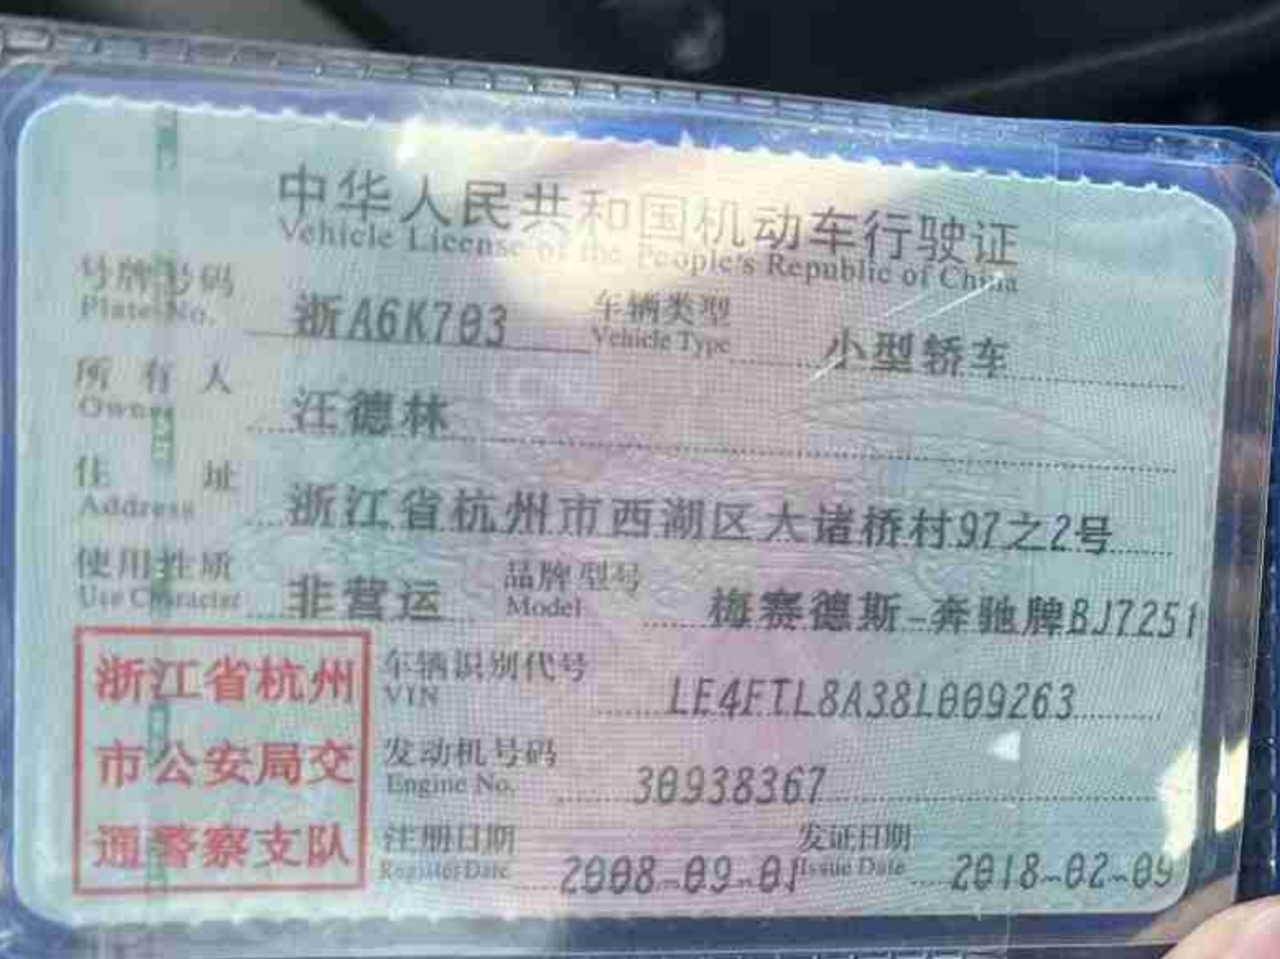 中华人民共和国机动车行驶证
Vehicle License of the People's Republic of China
号牌号码 浙A6K703 车辆类型 小型轿车
Plate No. Vehicle Type
所有人 汪德林
Owner
住址 浙江省杭州市西湖区大诸桥村97之2号
Address
使用性质 非营运 品牌型号 梅赛德斯-奔驰牌BJ7251
Use Character Model
浙江省杭州
市公安局交
通警察支队
车辆识别代号 LE4FTL8A38L009263
VIN
发动机号码 30938367
Engine No.
注册日期 2008-09-01 发证日期 2018-02-09
Register Date Issue Date